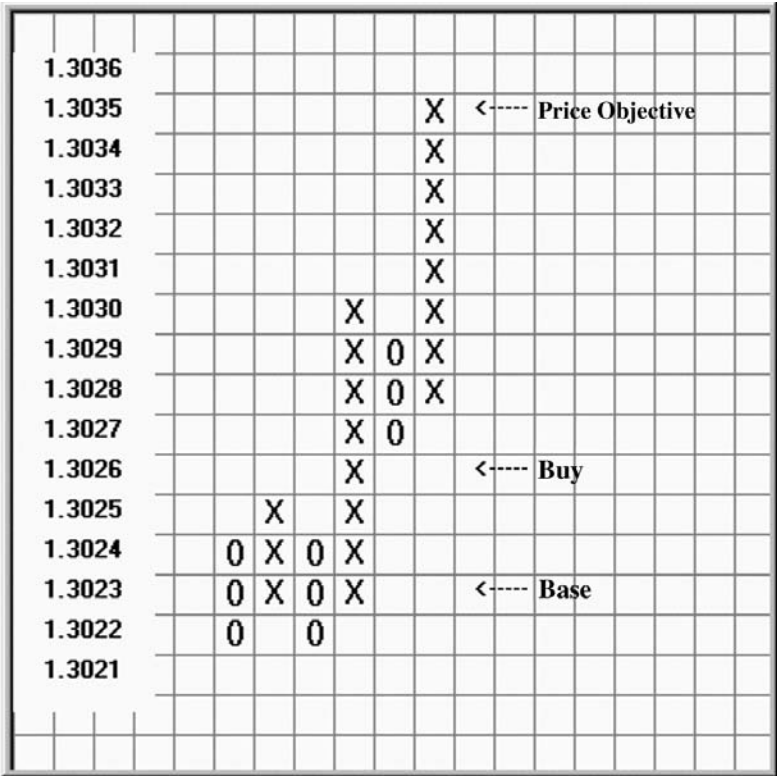 1.3036
1.3035 X <----- Price Objective
1.3034 X
1.3033 X
1.3032 X
1.3031 X
1.3030 X X
1.3029 X 0 X
1.3028 X 0 X
1.3027 X 0
1.3026 X <----- Buy
1.3025 X X
1.3024 0 X 0 X
1.3023 0 X 0 X <----- Base
1.3022 0 0
1.3021